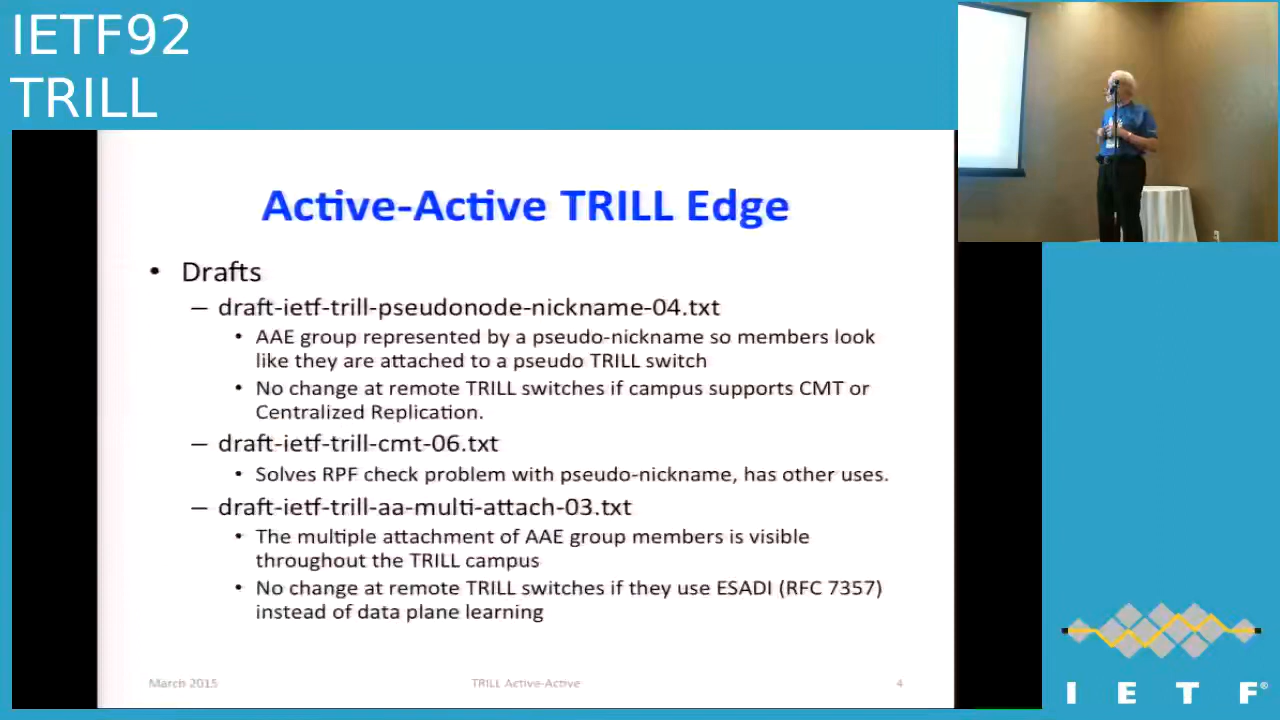 IETF92
TRILL
Active-Active TRILL Edge
• Drafts
– draft-ietf-trill-pseudonode-nickname-04.txt
• AAE group represented by a pseudo-nickname so members look
like they are attached to a pseudo TRILL switch
• No change at remote TRILL switches if campus supports CMT or
Centralized Replication.
– draft-ietf-trill-cmt-06.txt
• Solves RPF check problem with pseudo-nickname, has other uses.
– draft-ietf-trill-aa-multi-attach-03.txt
• The multiple attachment of AAE group members is visible
throughout the TRILL campus
• No change at remote TRILL switches if they use ESADI (RFC 7357)
instead of data plane learning
March 2015
TRILL Active-Active
4
I E T F®